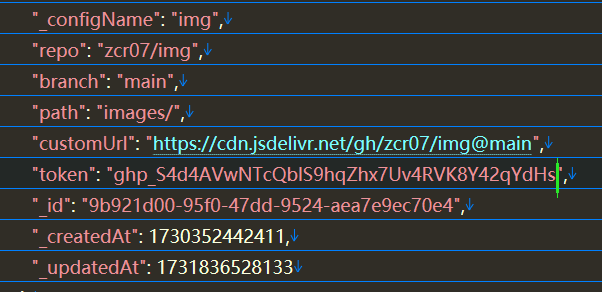 "_configName": "img",↓
"repo": "zcr07/img",↓
"branch": "main",↓
"path": "images/",↓
"customUrl": "https://cdn.jsdelivr.net/gh/zcr07/img@main",↓
"token": ↓
"_id": "9b921d00-95f0-47dd-9524-aea7e9ec70e4",↓
"_createdAt": 1730352442411,↓
"_updatedAt": 1731836528133↓